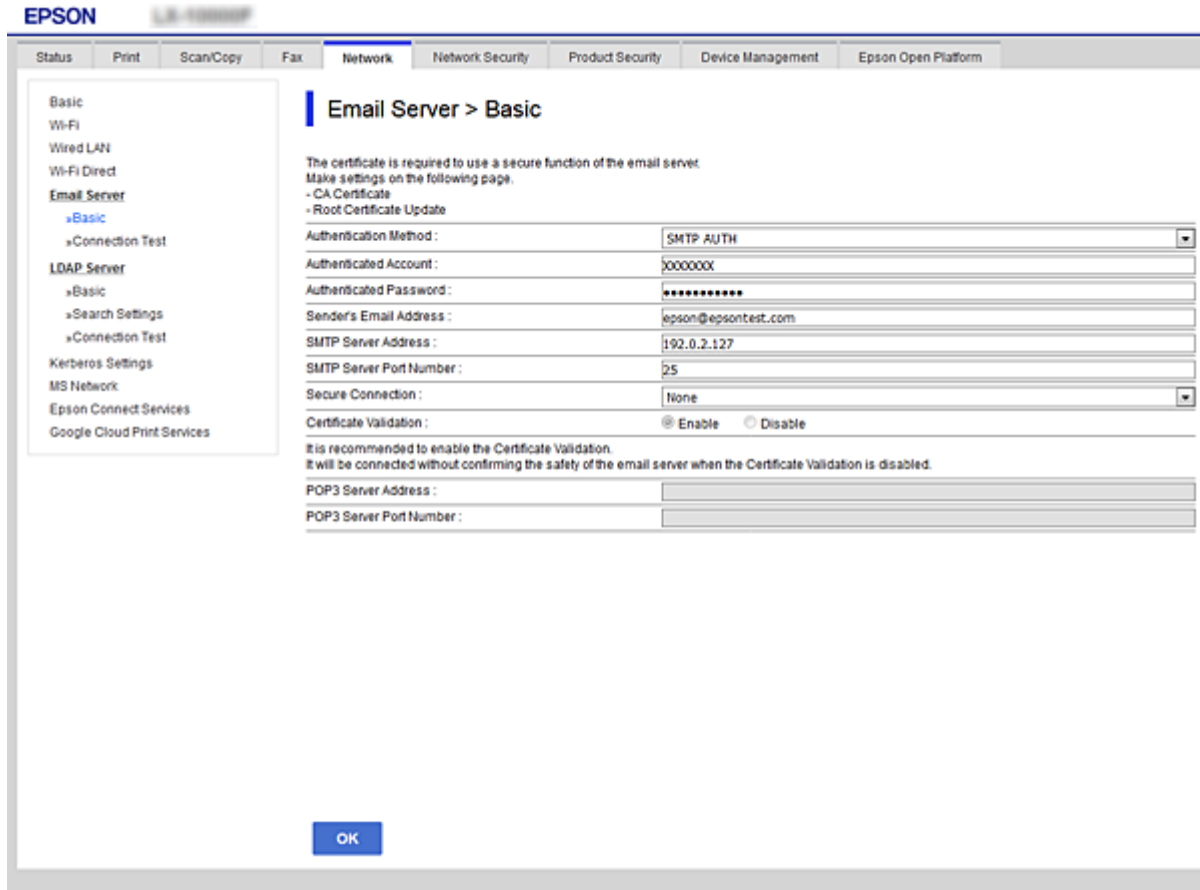 EPSON
Status Print Scan/Copy Fax Network Network Security Product Security Device Management Epson Open Platform
Basic
Wi-Fi
Wired LAN
Wi-Fi Direct
Email Server
»Basic
»Connection Test
LDAP Server
»Basic
»Search Settings
»Connection Test
Kerberos Settings
MS Network
Epson Connect Services
Google Cloud Print Services
Email Server > Basic
The certificate is required to use a secure function of the email server.
Make settings on the following page.
- CA Certificate
- Root Certificate Update
Authentication Method : SMTP AUTH
Authenticated Account : XXXXXXX
Authenticated Password : •••••••••••
Sender's Email Address : epson@epsontest.com
SMTP Server Address : 192.0.2.127
SMTP Server Port Number : 25
Secure Connection : None
Certificate Validation : Enable Disable
It is recommended to enable the Certificate Validation.
It will be connected without confirming the safety of the email server when the Certificate Validation is disabled.
POP3 Server Address :
POP3 Server Port Number :
OK